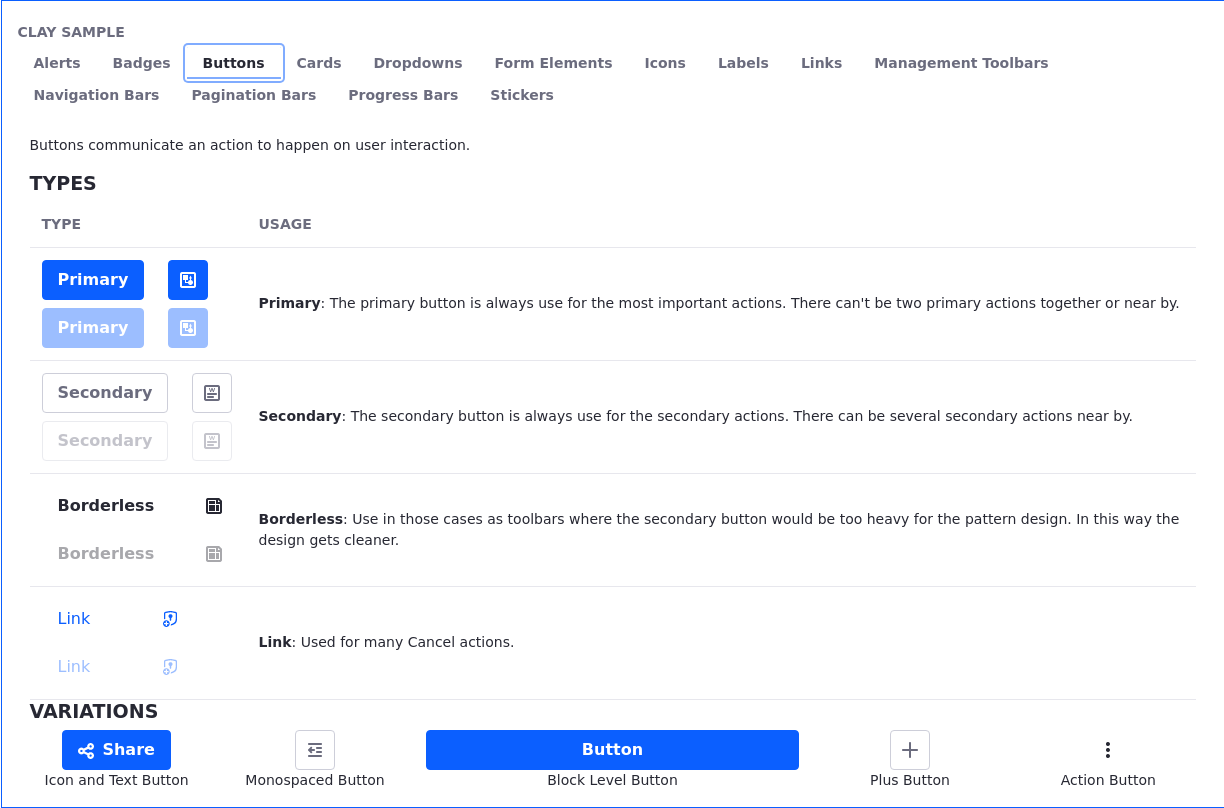 CLAY SAMPLE
Alerts Badges Buttons Cards Dropdowns Form Elements Icons Labels Links Management Toolbars
Navigation Bars Pagination Bars Progress Bars Stickers
Buttons communicate an action to happen on user interaction.
TYPES
TYPE USAGE
Primary
Primary
Primary: The primary button is always use for the most important actions. There can't be two primary actions together or near by.
Secondary
Secondary
Secondary: The secondary button is always use for the secondary actions. There can be several secondary actions near by.
Borderless
Borderless
Borderless: Use in those cases as toolbars where the secondary button would be too heavy for the pattern design. In this way the
design gets cleaner.
Link
Link
Link: Used for many Cancel actions.
VARIATIONS
Share Button
Icon and Text Button Monospaced Button Block Level Button Plus Button Action Button